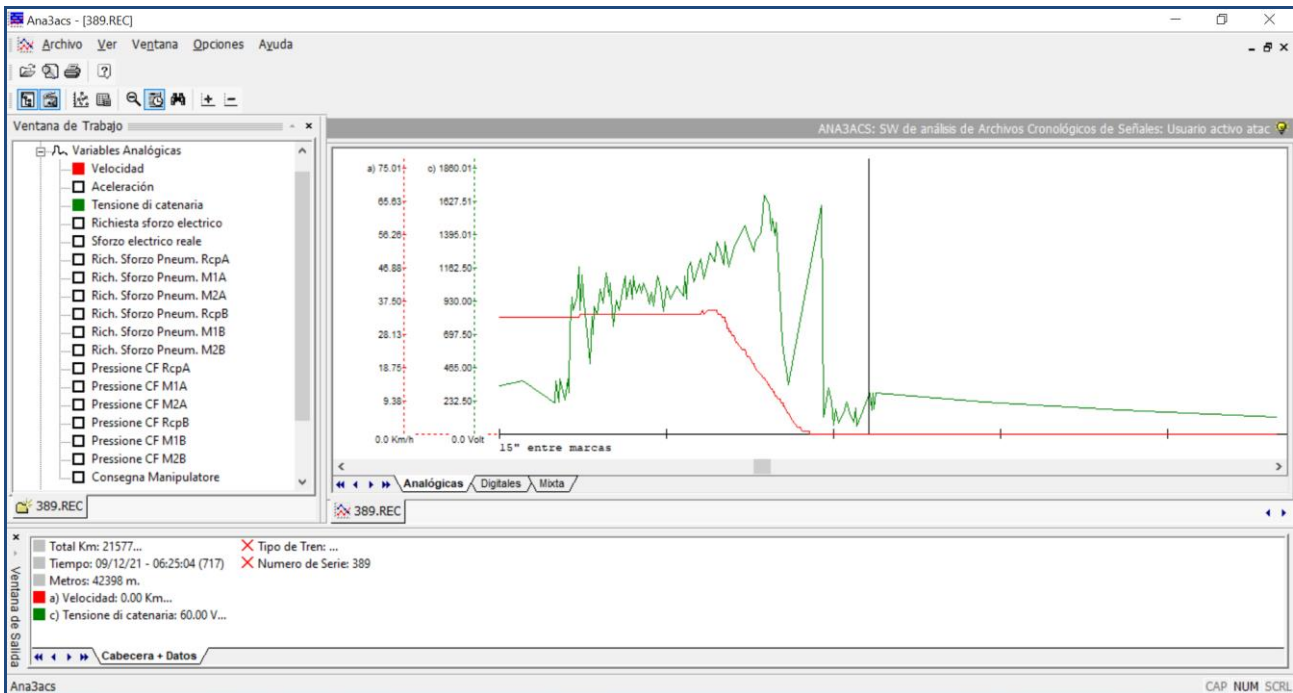 Ana3acs - [389.REC]
Archivo Ver Ventana Opciones Ayuda
Ventana de Trabajo
ANA3ACS: SW de análisis de Archivos Cronológicos de Señales: Usuario activo atac
Variables Analógicas
Velocidad
Aceleración
Tensione di catenaria
Richiesta sforzo electrico
Sforzo electrico reale
Rich. Sforzo Pneum. RcpA
Rich. Sforzo Pneum. M1A
Rich. Sforzo Pneum. M2A
Rich. Sforzo Pneum. RcpB
Rich. Sforzo Pneum. M1B
Rich. Sforzo Pneum. M2B
Pressione CF RcpA
Pressione CF M1A
Pressione CF M2A
Pressione CF RcpB
Pressione CF M1B
Pressione CF M2B
Consegna Manipulatore
389.REC
a) 75.01 c) 1860.01
65.63 1627.51
56.26 1395.01
46.88 1162.50
37.50 930.00
28.13 697.50
18.75 465.00
9.38 232.50
0.0 Km/h 0.0 Volt
15" entre marcas
Analógicas Digitales Mixta
389.REC
Ventana de Salida
Total Km: 21577... Tipo de Tren: ...
Tiempo: 09/12/21 - 06:25:04 (717) Numero de Serie: 389
Metros: 42398 m.
a) Velocidad: 0.00 Km...
c) Tensione di catenaria: 60.00 V...
Cabecera + Datos
Ana3acs CAP NUM SCRL